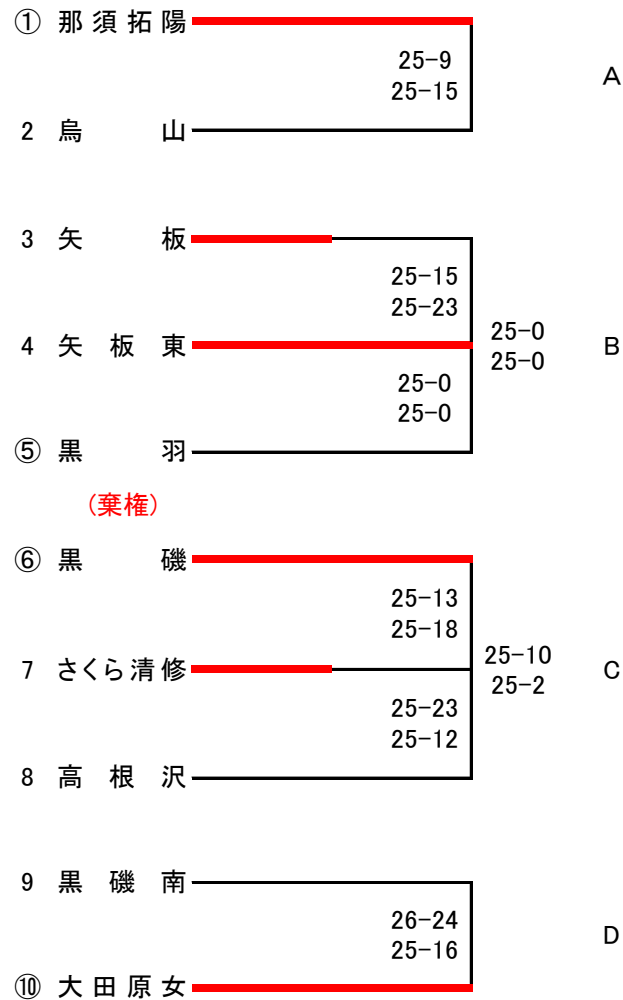 ① 那須拓陽
25-9
25-15
A
2 烏山
3 矢板
25-15
25-23
4 矢板東
25-0
25-0
B
25-0
25-0
⑤ 黒羽
(棄権)
⑥ 黒磯
25-13
25-18
7 さくら清修
25-10
25-2
C
25-23
25-12
8 高根沢
9 黒磯南
26-24
25-16
D
⑩ 大田原女